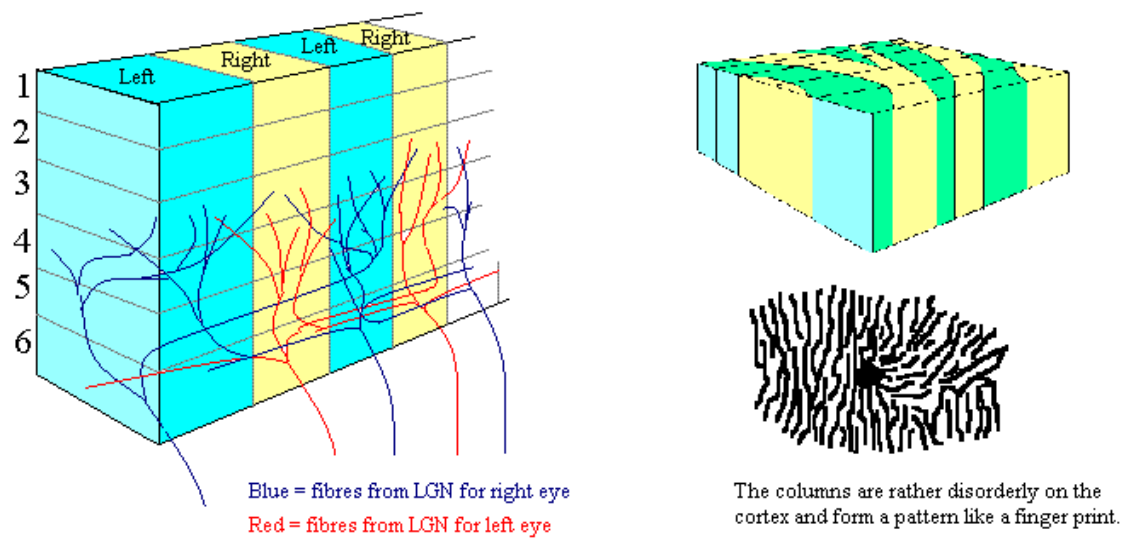 Left
Right
Left
Right
1
2
3
4
5
6
Blue = fibres from LGN for right eye
Red = fibres from LGN for left eye
The columns are rather disorderly on the
cortex and form a pattern like a finger print.